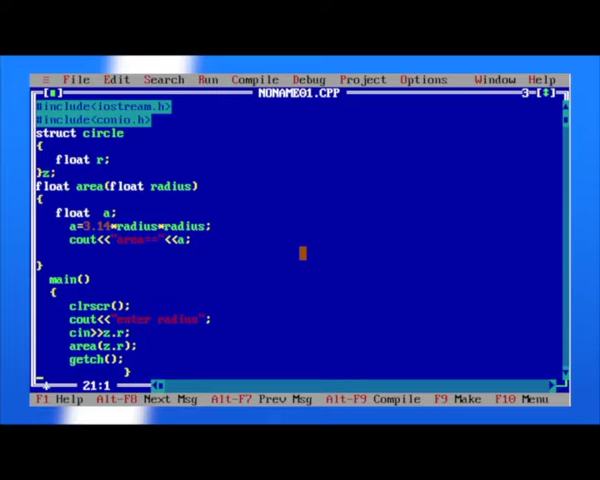 ≡ File Edit Search Run Compile Debug Project Options Window Help
[■] NONAME01.CPP 3-[↕]
#include<iostream.h>
#include<conio.h>
struct circle
{
float r;
}z;
float area(float radius)
{
float a;
a=3.14*radius*radius;
cout<<"area=="<<a;
}
main()
{
clrscr();
cout<<"enter radius";
cin>>z.r;
area(z.r);
getch();
}
21:1
F1 Help Alt-F8 Next Msg Alt-F7 Prev Msg Alt-F9 Compile F9 Make F10 Menu